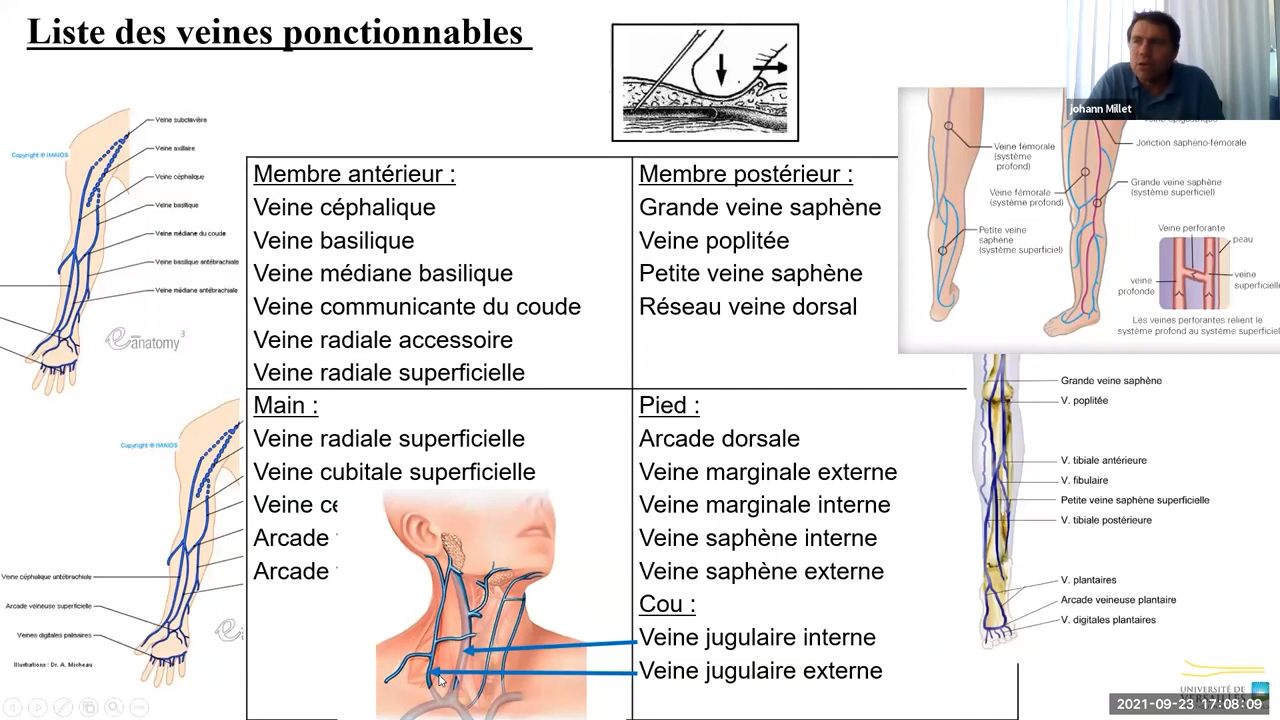 Liste des veines ponctionnables
johann Millet
Veine subclavière
Copyright © IMAIOS
Veine axillaire
Veine céphalique
Veine basilique
Veine médiane du coude
Veine basilique antébrachiale
Veine médiane antébrachiale
anatomy
Membre antérieur :
Veine céphalique
Veine basilique
Veine médiane basilique
Veine communicante du coude
Veine radiale accessoire
Veine radiale superficielle
Membre postérieur :
Grande veine saphène
Veine poplitée
Petite veine saphène
Réseau veine dorsal
Veine fémorale
(système
profond)
Veine fémorale
(système profond)
Petite veine
saphène
(système superficiel)
Jonction saphéno-fémorale
Grande veine saphène
(système superficiel)
Veine perforante
peau
veine
profonde
veine
superficielle
Les veines perforantes relient le
système profond au système superficiel
Main :
Veine radiale superficielle
Veine cubitale superficielle
Veine ce
Arcade
Arcade
Pied :
Arcade dorsale
Veine marginale externe
Veine marginale interne
Veine saphène interne
Veine saphène externe
Cou :
Veine jugulaire interne
Veine jugulaire externe
Copyright © IMAIOS
Veine céphalique antébrachiale
Arcade veineuse superficielle
Veines digitales palmaires
Illustrations : Dr. A. Micheau
Grande veine saphène
V. poplitée
V. tibiale antérieure
V. fibulaire
Petite veine saphène superficielle
V. tibiale postérieure
V. plantaires
Arcade veineuse plantaire
V. digitales plantaires
UNIVERSITÉ DE
2021-09-23 17:08:09